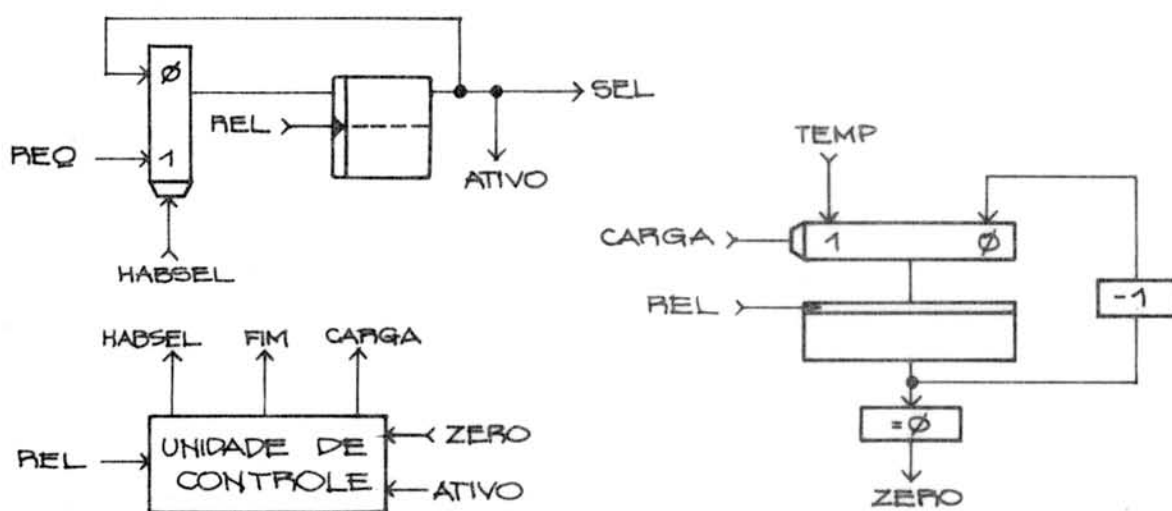 Ø
SEL
REL
TEMP
REQ
1
ATIVO
CARGA
1
Ø
HABSEL
REL
-1
HABSEL
FIM
CARGA
=Ø
REL
UNIDADE DE
CONTROLE
ZERO
ATIVO
ZERO